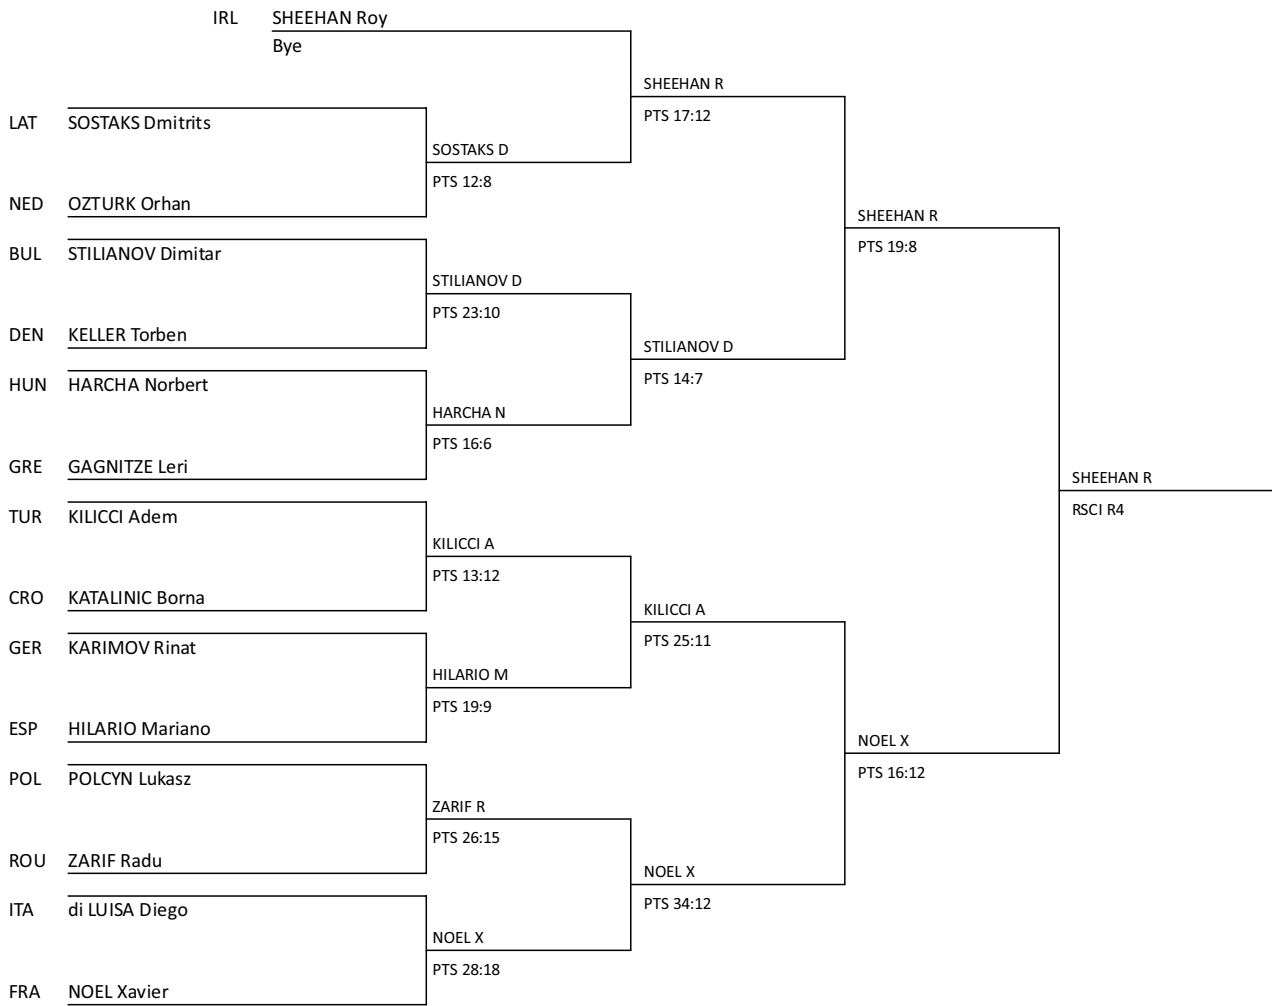 IRL SHEEHAN Roy
Bye
SHEEHAN R
PTS 17:12
LAT SOSTAKS Dmitrits
SOSTAKS D
PTS 12:8
NED OZTURK Orhan
SHEEHAN R
PTS 19:8
BUL STILIANOV Dimitar
STILIANOV D
PTS 23:10
DEN KELLER Torben
STILIANOV D
PTS 14:7
HUN HARCHA Norbert
HARCHA N
PTS 16:6
GRE GAGNITZE Leri
SHEEHAN R
RSCI R4
TUR KILICCI Adem
KILICCI A
PTS 13:12
CRO KATALINIC Borna
KILICCI A
PTS 25:11
GER KARIMOV Rinat
HILARIO M
PTS 19:9
ESP HILARIO Mariano
NOEL X
PTS 16:12
POL POLCYN Lukasz
ZARIF R
PTS 26:15
ROU ZARIF Radu
NOEL X
PTS 34:12
ITA di LUISA Diego
NOEL X
PTS 28:18
FRA NOEL Xavier